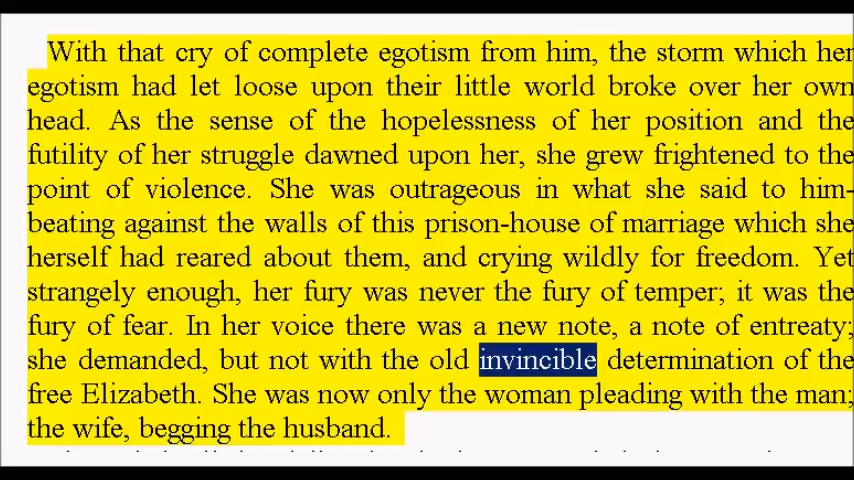 With that cry of complete egotism from him, the storm which her
egotism had let loose upon their little world broke over her own
head. As the sense of the hopelessness of her position and the
futility of her struggle dawned upon her, she grew frightened to the
point of violence. She was outrageous in what she said to him-
beating against the walls of this prison-house of marriage which she
herself had reared about them, and crying wildly for freedom. Yet
strangely enough, her fury was never the fury of temper; it was the
fury of fear. In her voice there was a new note, a note of entreaty;
she demanded, but not with the old invincible determination of the
free Elizabeth. She was now only the woman pleading with the man;
the wife, begging the husband.